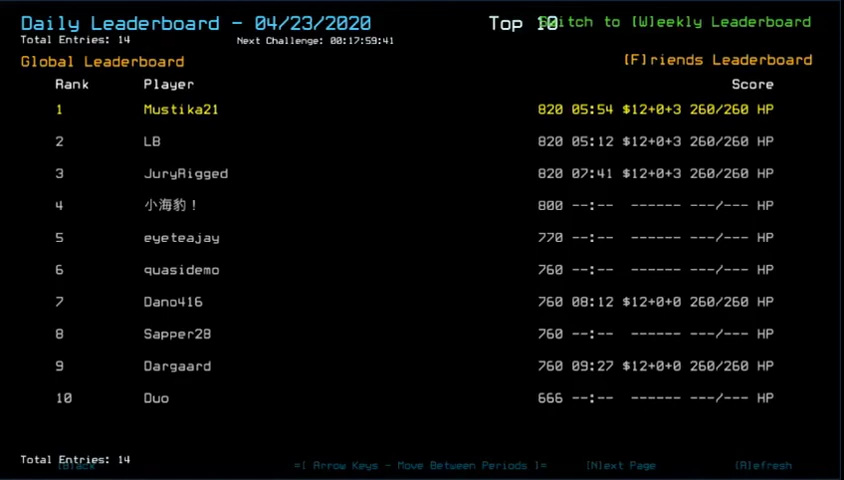 Daily Leaderboard - 04/23/2020 Top 10 Switch to [W]eekly Leaderboard
Total Entries: 14 Next Challenge: 00:17:59:41
Global Leaderboard [F]riends Leaderboard
Rank Player Score
1 Mustika21 820 05:54 $12+0+3 260/260 HP
2 LB 820 05:12 $12+0+3 260/260 HP
3 JuryRigged 820 07:41 $12+0+3 260/260 HP
4 小海豹！ 800 --:-- ------ ---/--- HP
5 eyeteajay 770 --:-- ------ ---/--- HP
6 quasidemo 760 --:-- ------ ---/--- HP
7 Dano416 760 08:12 $12+0+0 260/260 HP
8 Sapper28 760 --:-- ------ ---/--- HP
9 Dargaard 760 09:27 $12+0+0 260/260 HP
10 Duo 666 --:-- ------ ---/--- HP
Total Entries: 14
[B]ack =[ Arrow Keys - Move Between Periods ]= [N]ext Page [R]efresh